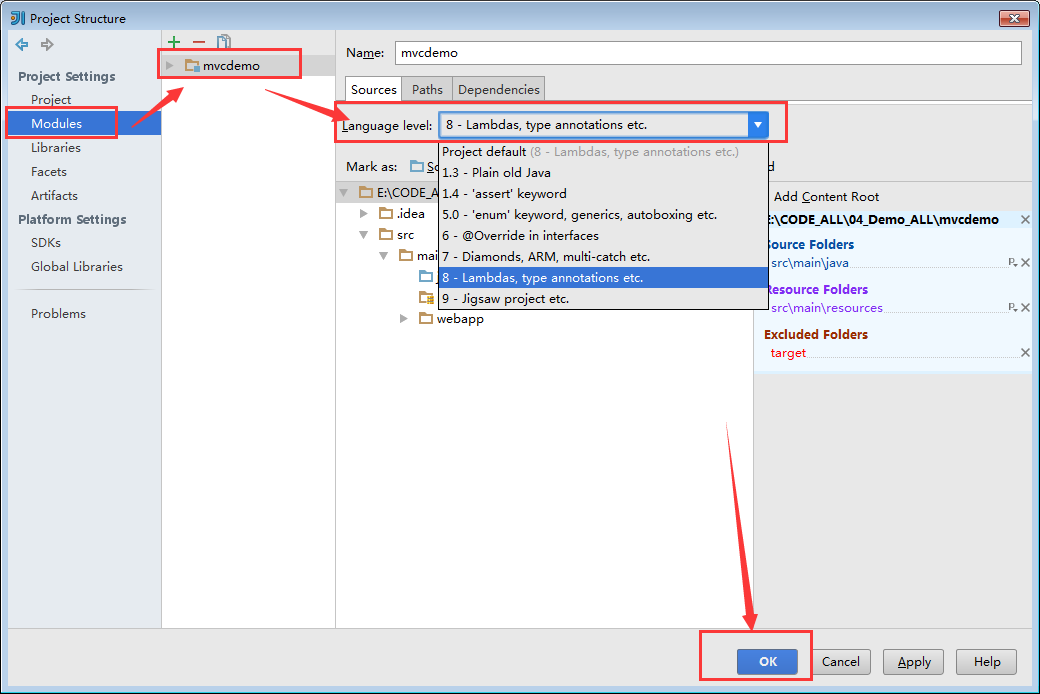 Project Structure
Project Settings
Project
Modules
Libraries
Facets
Artifacts
Platform Settings
SDKs
Global Libraries
Problems
mvcdemo
Name: mvcdemo
Sources Paths Dependencies
Language level: 8 - Lambdas, type annotations etc.
Project default (8 - Lambdas, type annotations etc.)
1.3 - Plain old Java
1.4 - 'assert' keyword
5.0 - 'enum' keyword, generics, autoboxing etc.
6 - @Override in interfaces
7 - Diamonds, ARM, multi-catch etc.
8 - Lambdas, type annotations etc.
9 - Jigsaw project etc.
Mark as:
E:\CODE_A
.idea
src
mai
webapp
Add Content Root
E:\CODE_ALL\04_Demo_ALL\mvcdemo
Source Folders
src\main\java
Resource Folders
src\main\resources
Excluded Folders
target
OK Cancel Apply Help